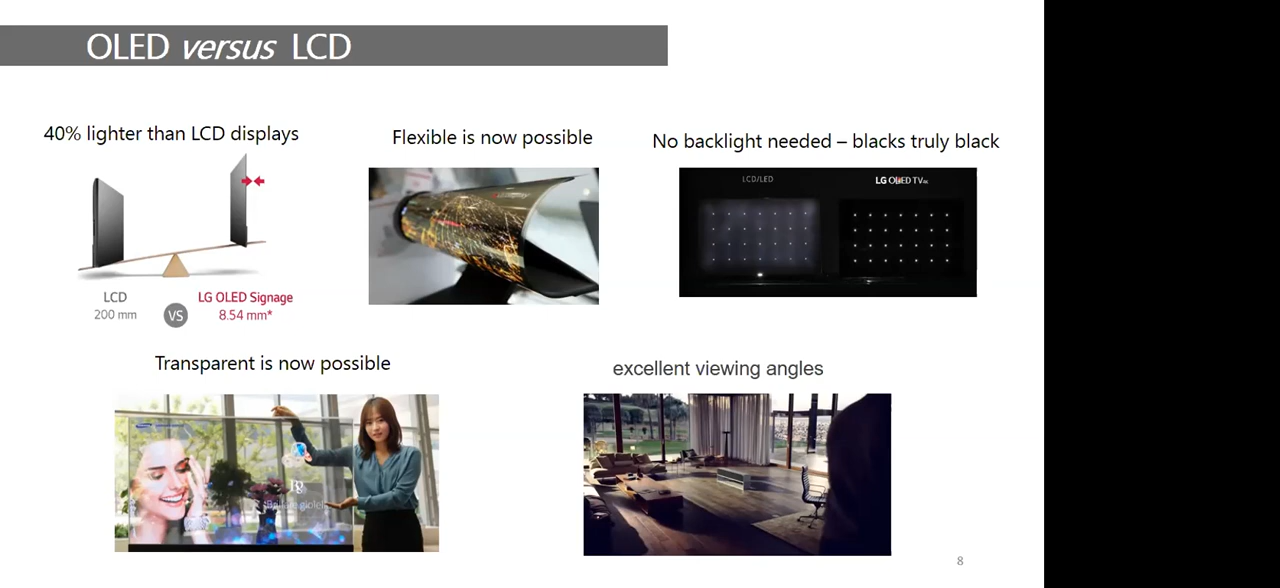 OLED versus LCD
40% lighter than LCD displays
Flexible is now possible
No backlight needed – blacks truly black
LCD/LED
LG OLED TV 4K
LCD
200 mm
VS
LG OLED Signage
8.54 mm*
Transparent is now possible
excellent viewing angles
8